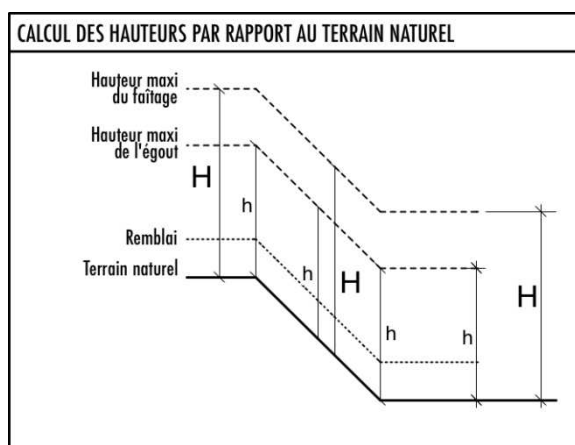 CALCUL DES HAUTEURS PAR RAPPORT AU TERRAIN NATUREL
Hauteur maxi
du faîtage
Hauteur maxi
de l'égout
H
h
Remblai
Terrain naturel
h
H
h
h
H